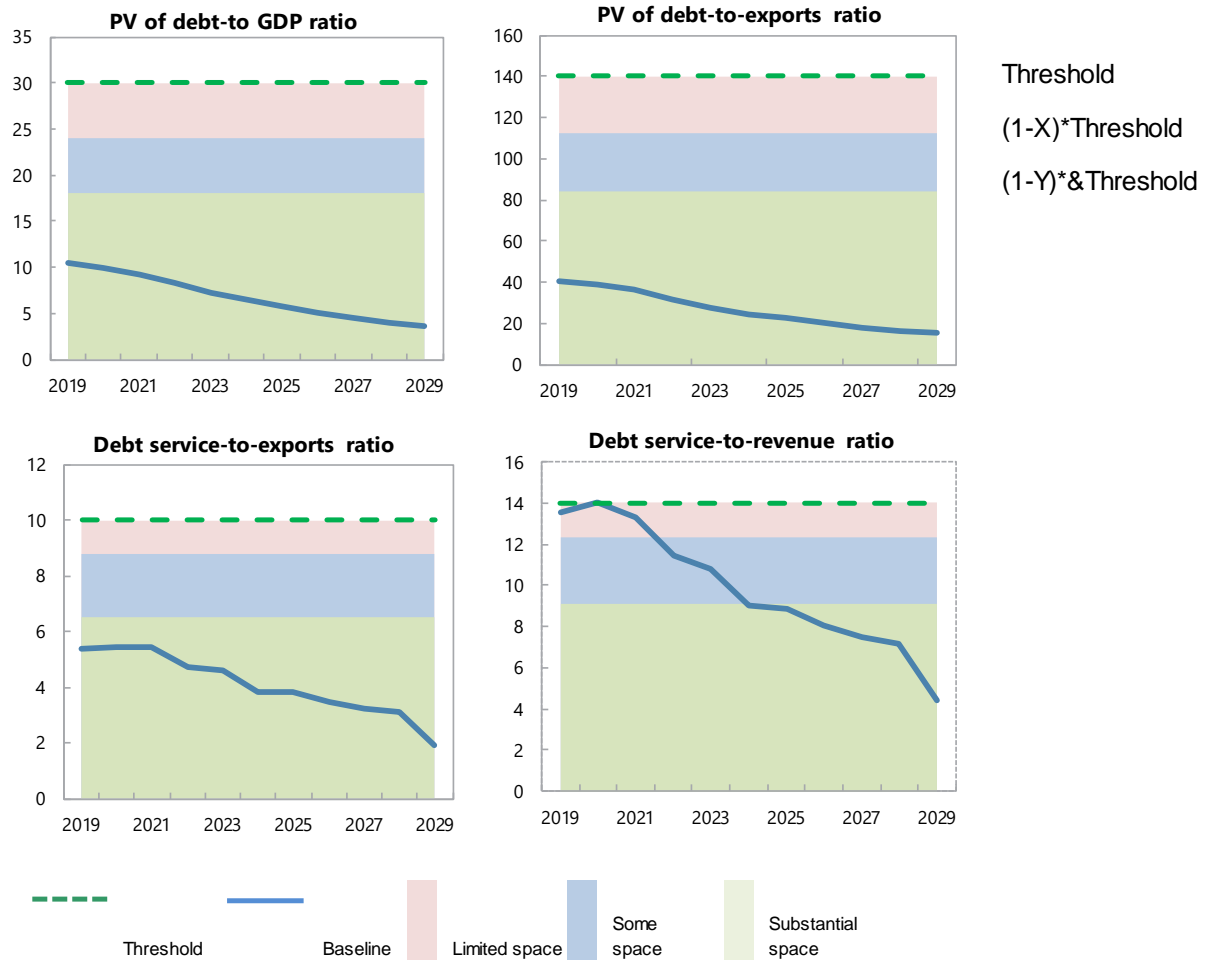 PV of debt-to GDP ratio
35
30
25
20
15
10
5
0
2019 2021 2023 2025 2027 2029
PV of debt-to-exports ratio
160
140
120
100
80
60
40
20
0
2019 2021 2023 2025 2027 2029
Threshold
(1-X)*Threshold
(1-Y)*&Threshold
Debt service-to-exports ratio
12
10
8
6
4
2
0
2019 2021 2023 2025 2027 2029
Debt service-to-revenue ratio
16
14
12
10
8
6
4
2
0
2019 2021 2023 2025 2027 2029
Threshold
Baseline
Limited space
Some
space
Substantial
space